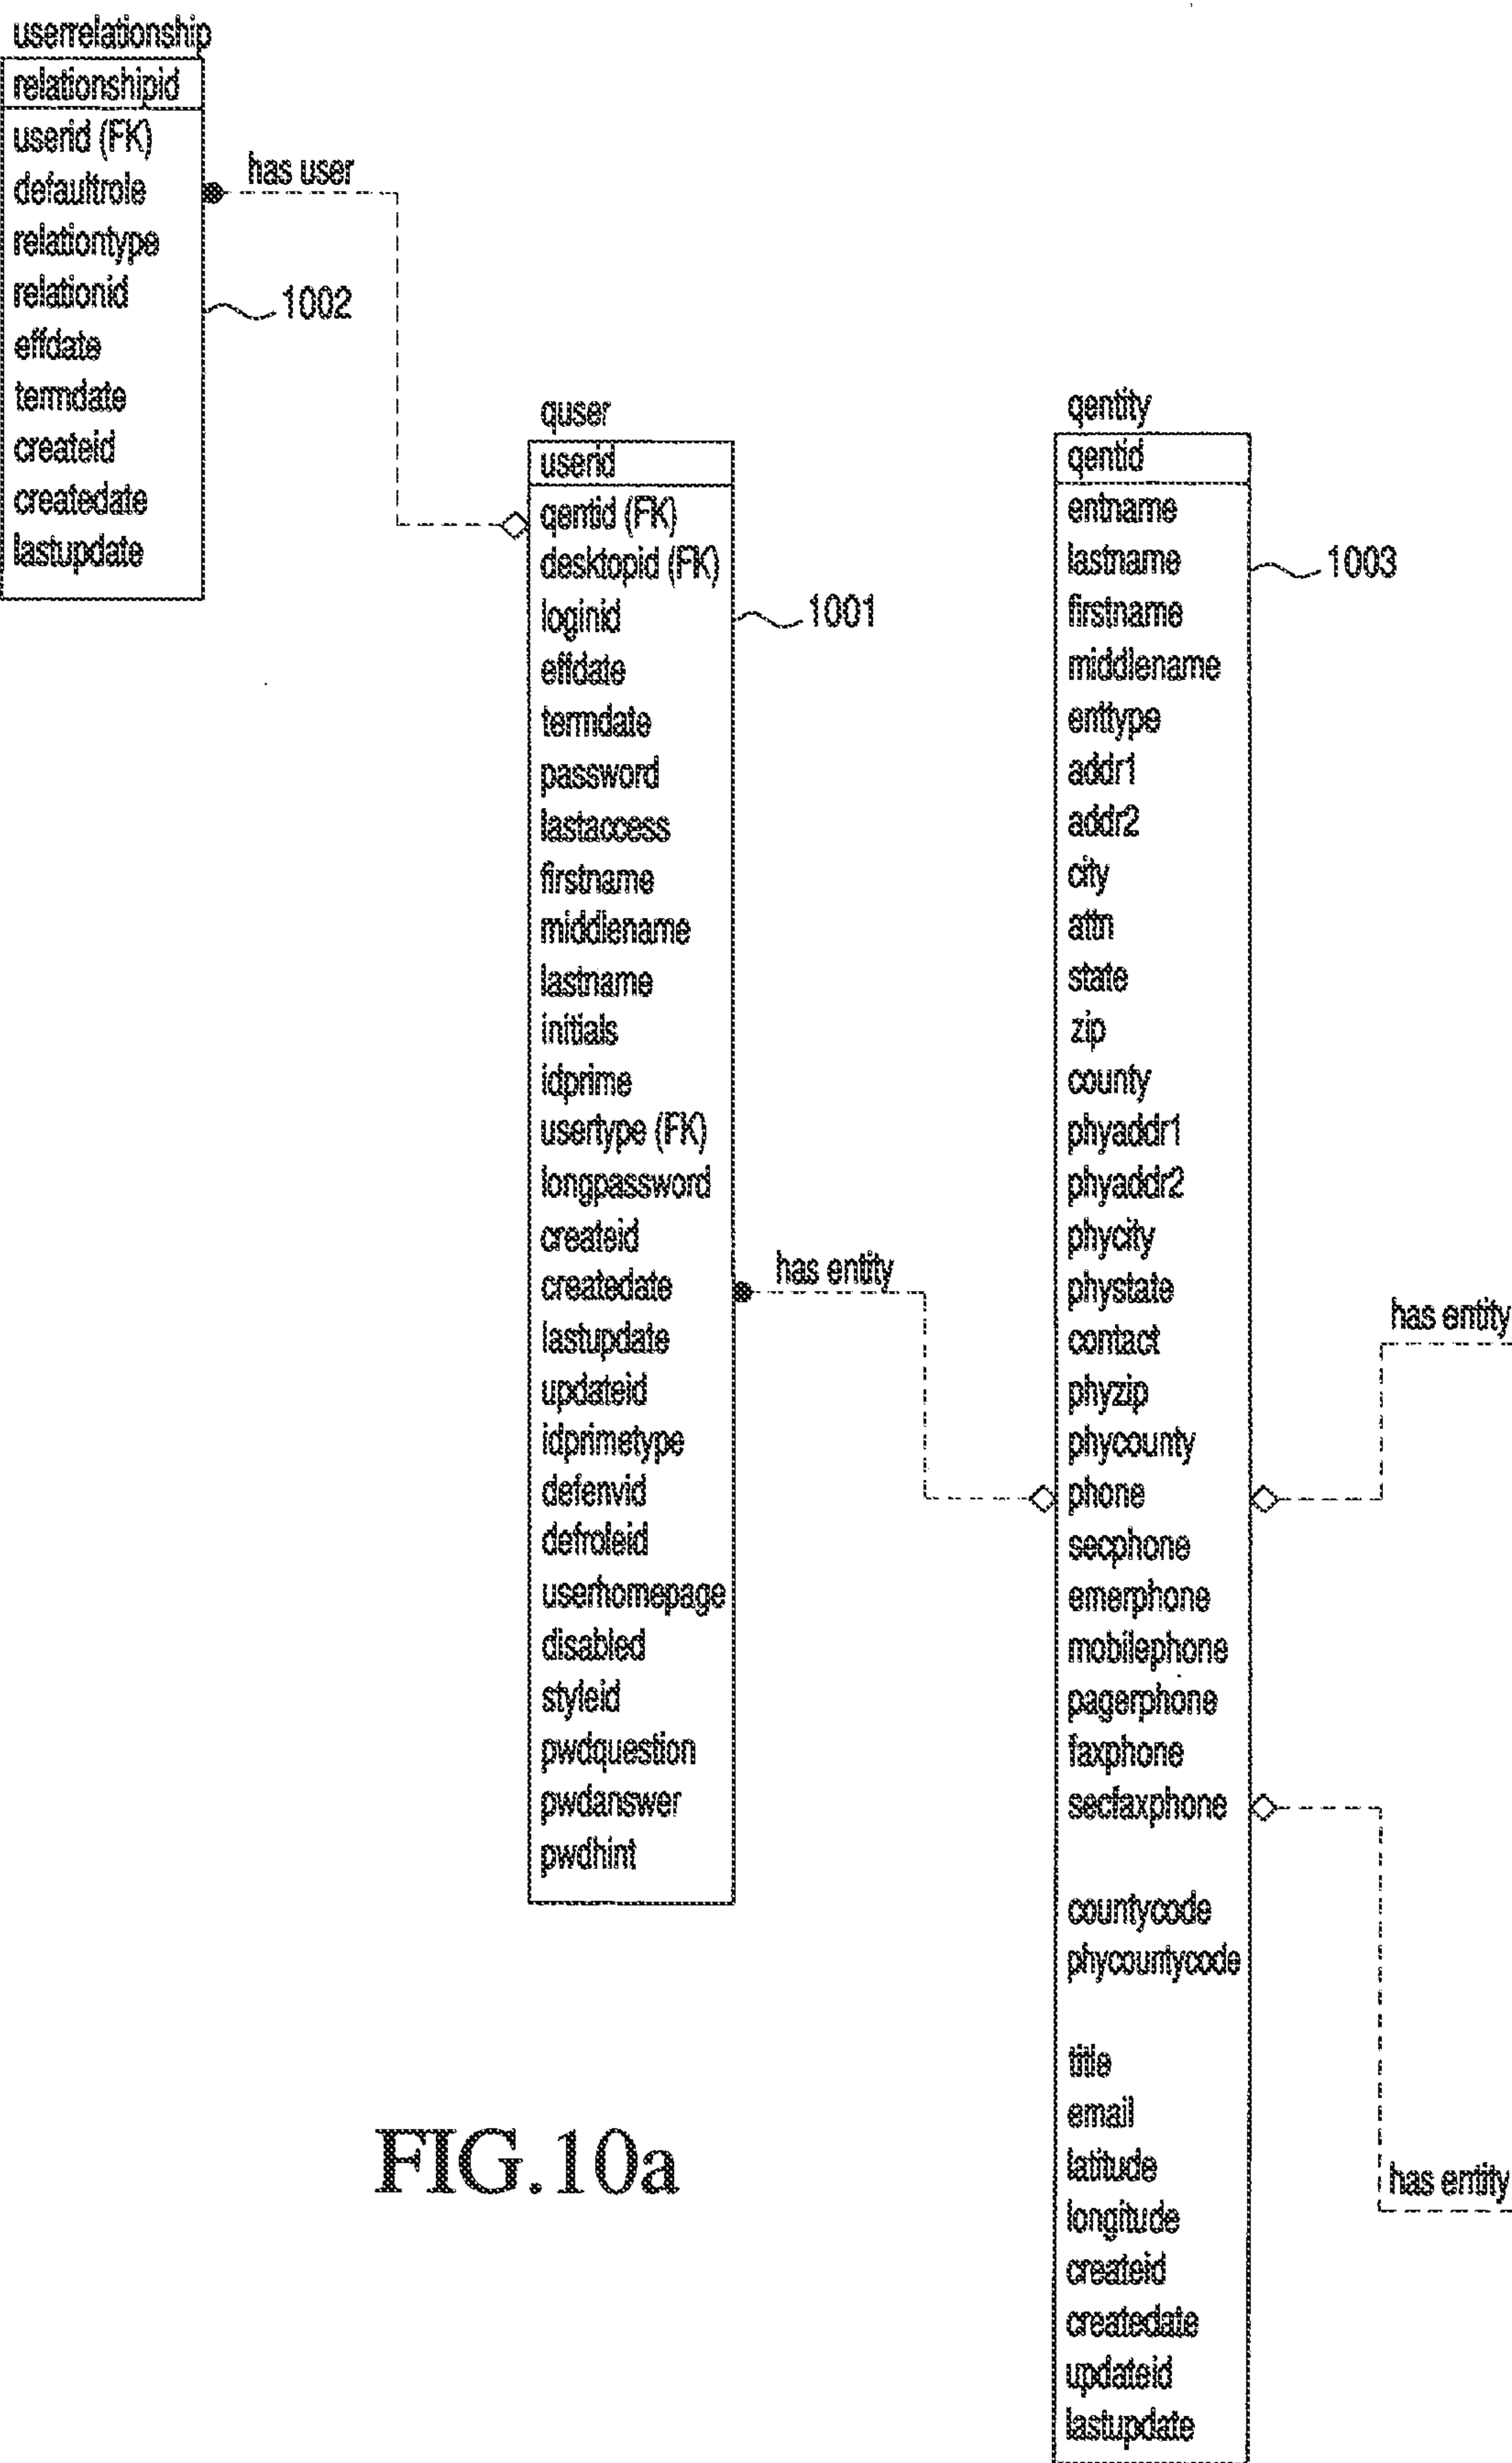 userrelationship
relationshipid
userid (FK)
defaultrole
relationtype
relationid
effdate
termdate
createid
createdate
lastupdate
has user
1002
quser
userid
qentid (FK)
desktopid (FK)
loginid
effdate
termdate
password
lastaccess
firstname
middlename
lastname
initials
idprime
usertype (FK)
longpassword
createid
createdate
lastupdate
updateid
idprimetype
defenvid
defroleid
userhomepage
disabled
styleid
pwdquestion
pwdanswer
pwdhint
1001
has entity
qentity
qentid
entname
lastname
firstname
middlename
enttype
addr1
addr2
city
attn
state
zip
county
phyaddr1
phyaddr2
phycity
phystate
contact
phyzip
phycounty
phone
secphone
emerphone
mobilephone
pagerphone
faxphone
secfaxphone
countycode
phycountycode
title
email
latitude
longitude
createid
createdate
updateid
lastupdate
1003
has entity
has entity
FIG.10a